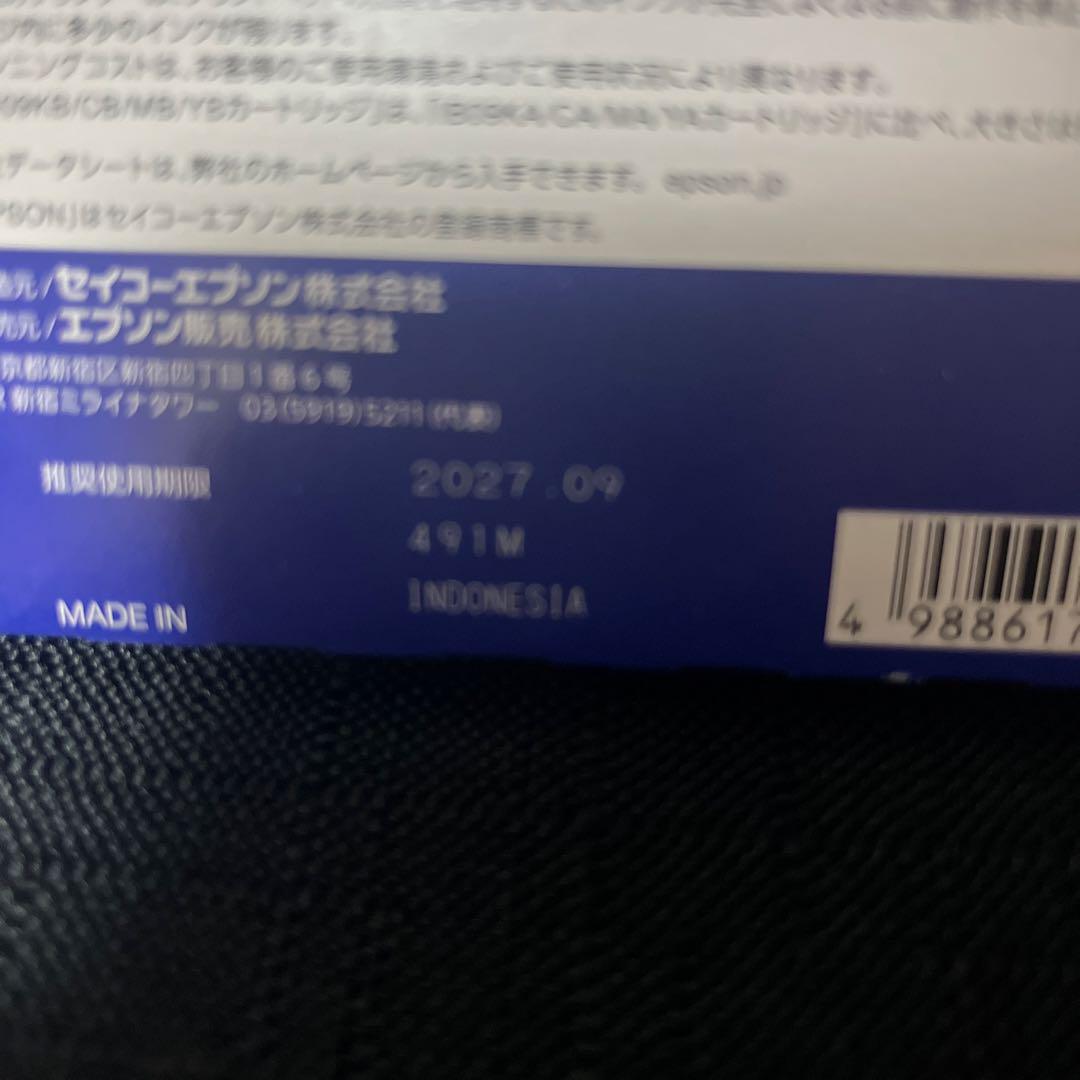 内に多少のインクが残ります。
ニングコストは、お客様のご使用環境およびご使用状況により異なります。
09KB/CB/MB/YBカートリッジ」は、「IB09KA/CA/MA/YAカートリッジ」に比べ、大きさは
データシートは、弊社のホームページから入手できます。 epson.jp
PSON」はセイコーエプソン株式会社の登録商標です。
元/セイコーエプソン株式会社
売元/エプソン販売株式会社
京都新宿区新宿四丁目1番6号
新宿ミライナタワー 03(5919)5211(代表)
推奨使用期限 2027.09
491M
MADE IN INDONESIA
4 988617